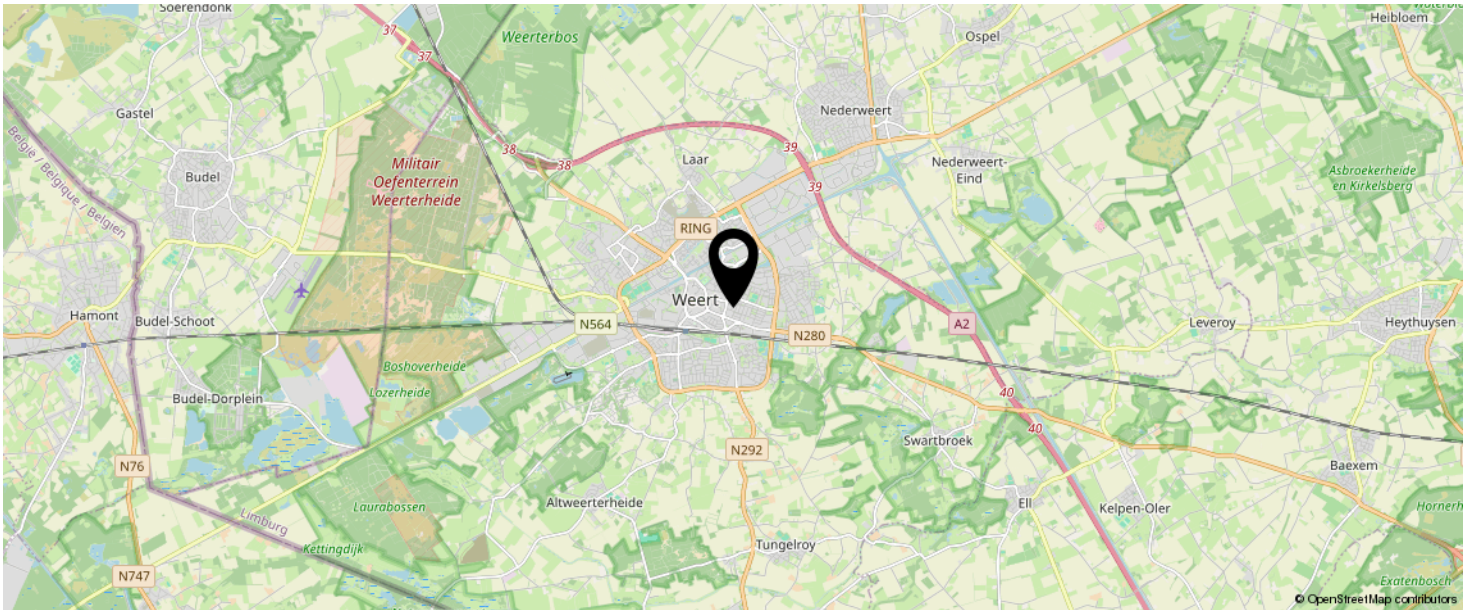 Soerendonk
Heibloem
37
Weerterbos
Ospel
37
Gastel
Nederweert
België / Belgique / Belgien
38
39
Laar
38
Militair
Oefenterrein
Weerterheide
Nederweert-
Eind
Asbroekerheide
en Kirkelsberg
Budel
39
RING
Weert
Hamont
Budel-Schoot
N564
A2
Leveroy
Heythuysen
N280
Boshoverheide
Lozerheide
40
Budel-Dorplein
40
Swartbroek
N292
N76
Baexem
Altweerterheide
Laurabossen
Ell
Kelpen-Oler
Limburg
Kettingdijk
Tungelroy
N747
Exatenbosch
© OpenStreetMap contributors